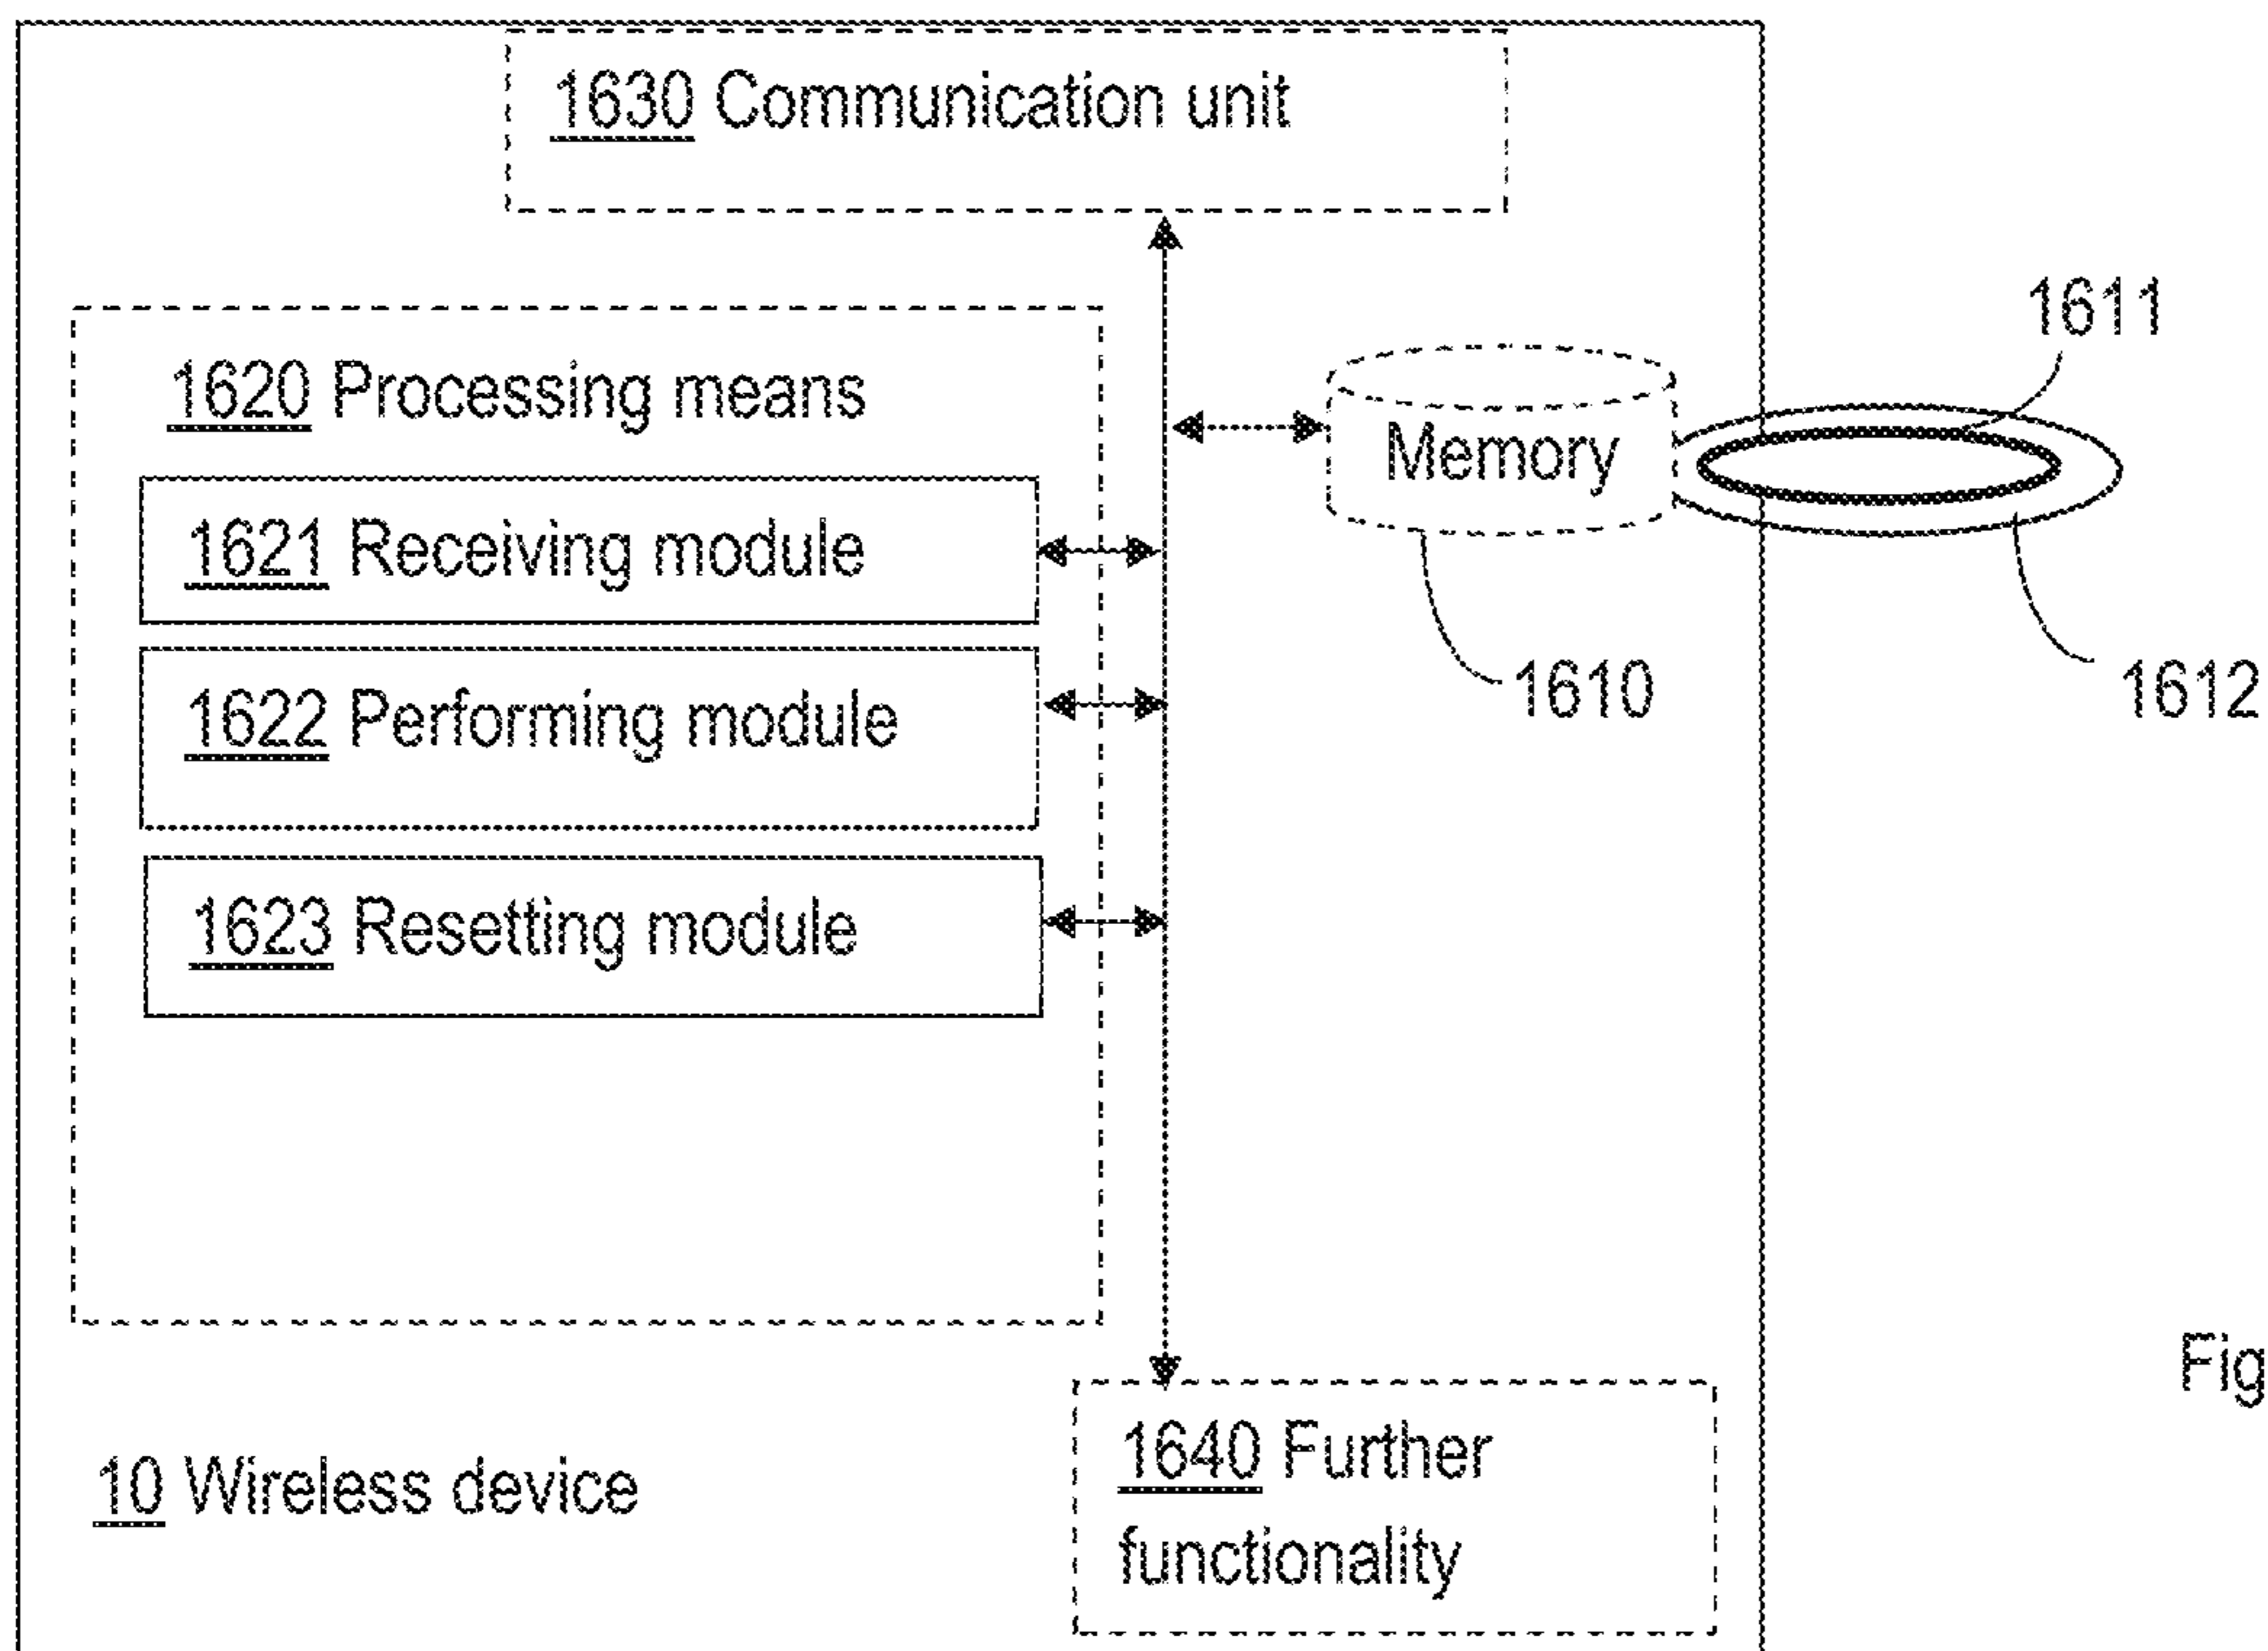 1630 Communication unit
1611
1620 Processing means
Memory
1621 Receiving module
1610
1612
1622 Performing module
1623 Resetting module
Fig
1640 Further
functionality
10 Wireless device